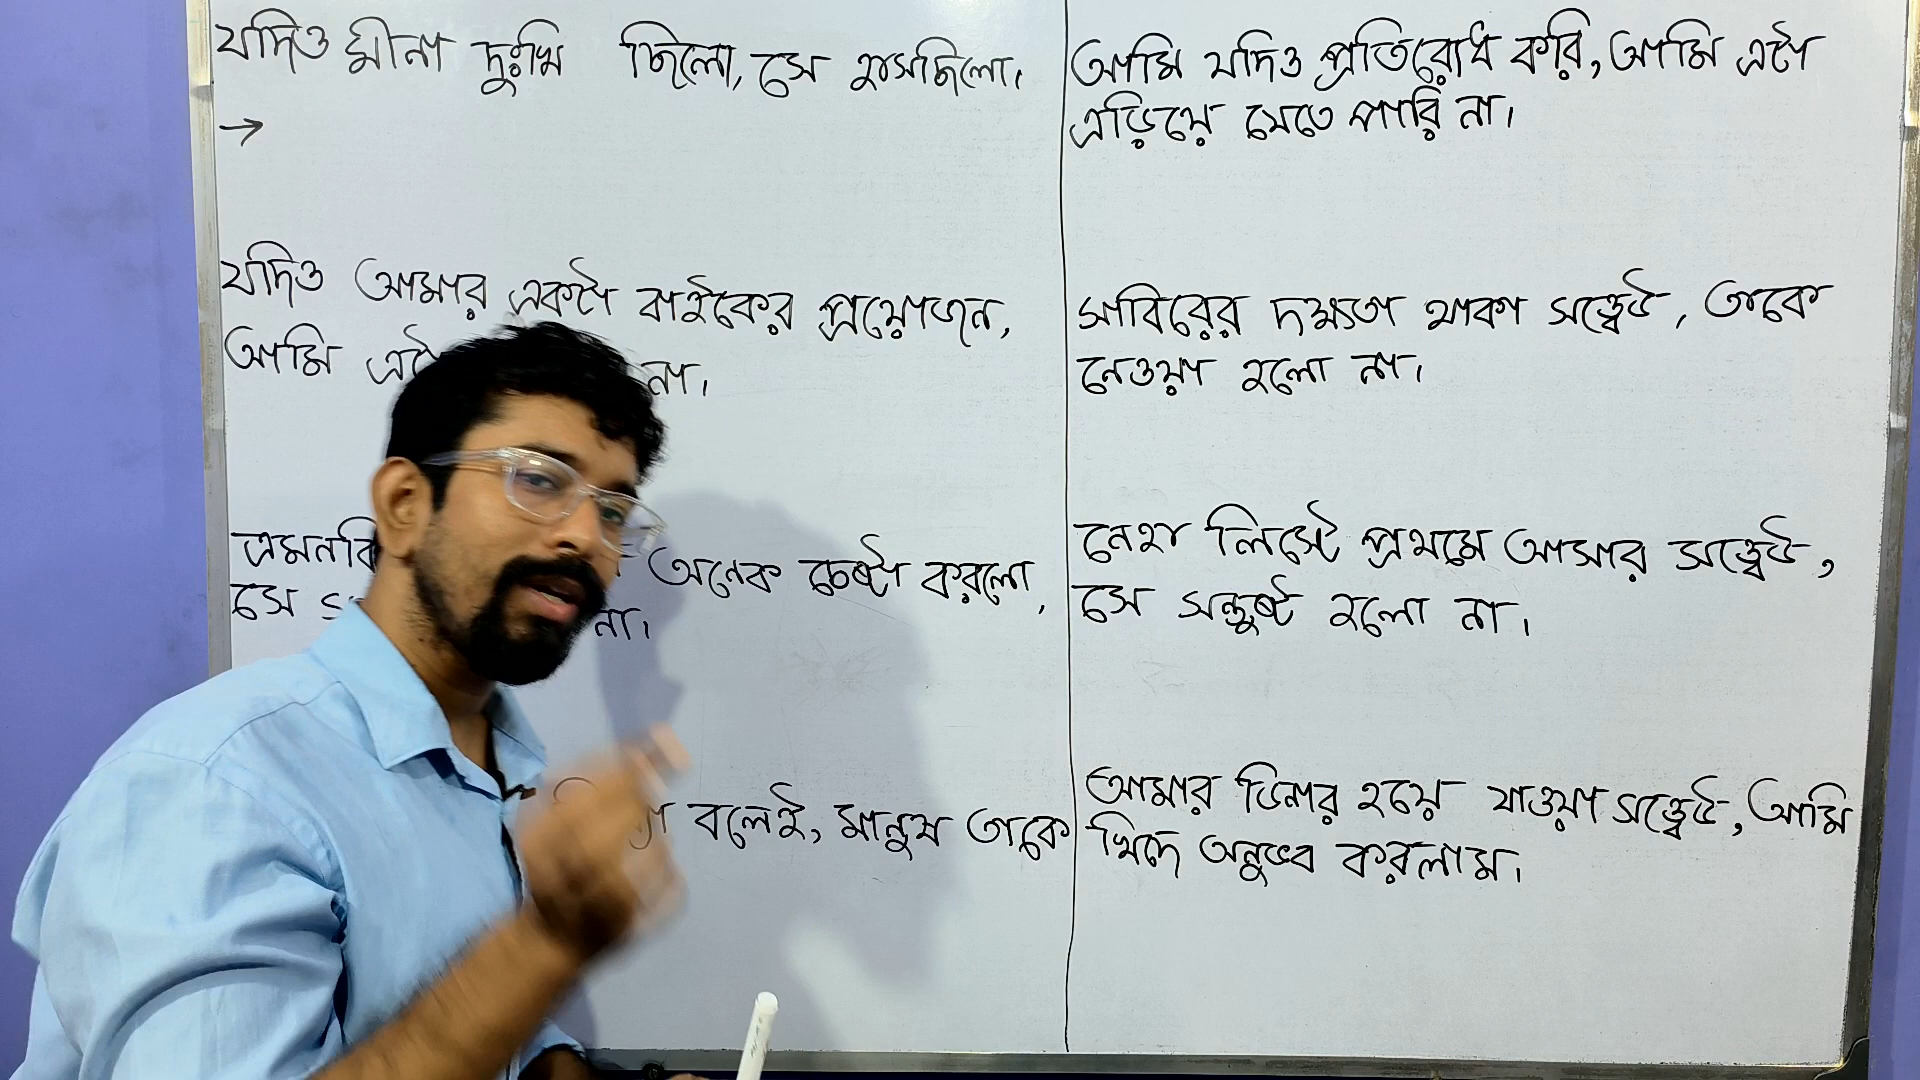 যদিও মীনা দুঃখি ছিলো, সে হাসছিলো।
→
যদিও আমার একটা বাইকের প্রয়োজন,
আমি না।
অনেক চেষ্টা করলো,
সে না।
বলেই, মানুষ তাকে
আমি যদিও প্রতিরোধ করি, আমি এটা
এড়িয়ে যেতে পারি না।
সাবিরের দক্ষতা থাকা সত্ত্বেও, তাকে
নেওয়া হলো না।
নেহা লিস্টে প্রথমে আসার সত্ত্বেও,
সে সন্তুষ্ট হলো না।
আমার ডিনার হয়ে যাওয়া সত্ত্বেও, আমি
খিদে অনুভব করলাম।